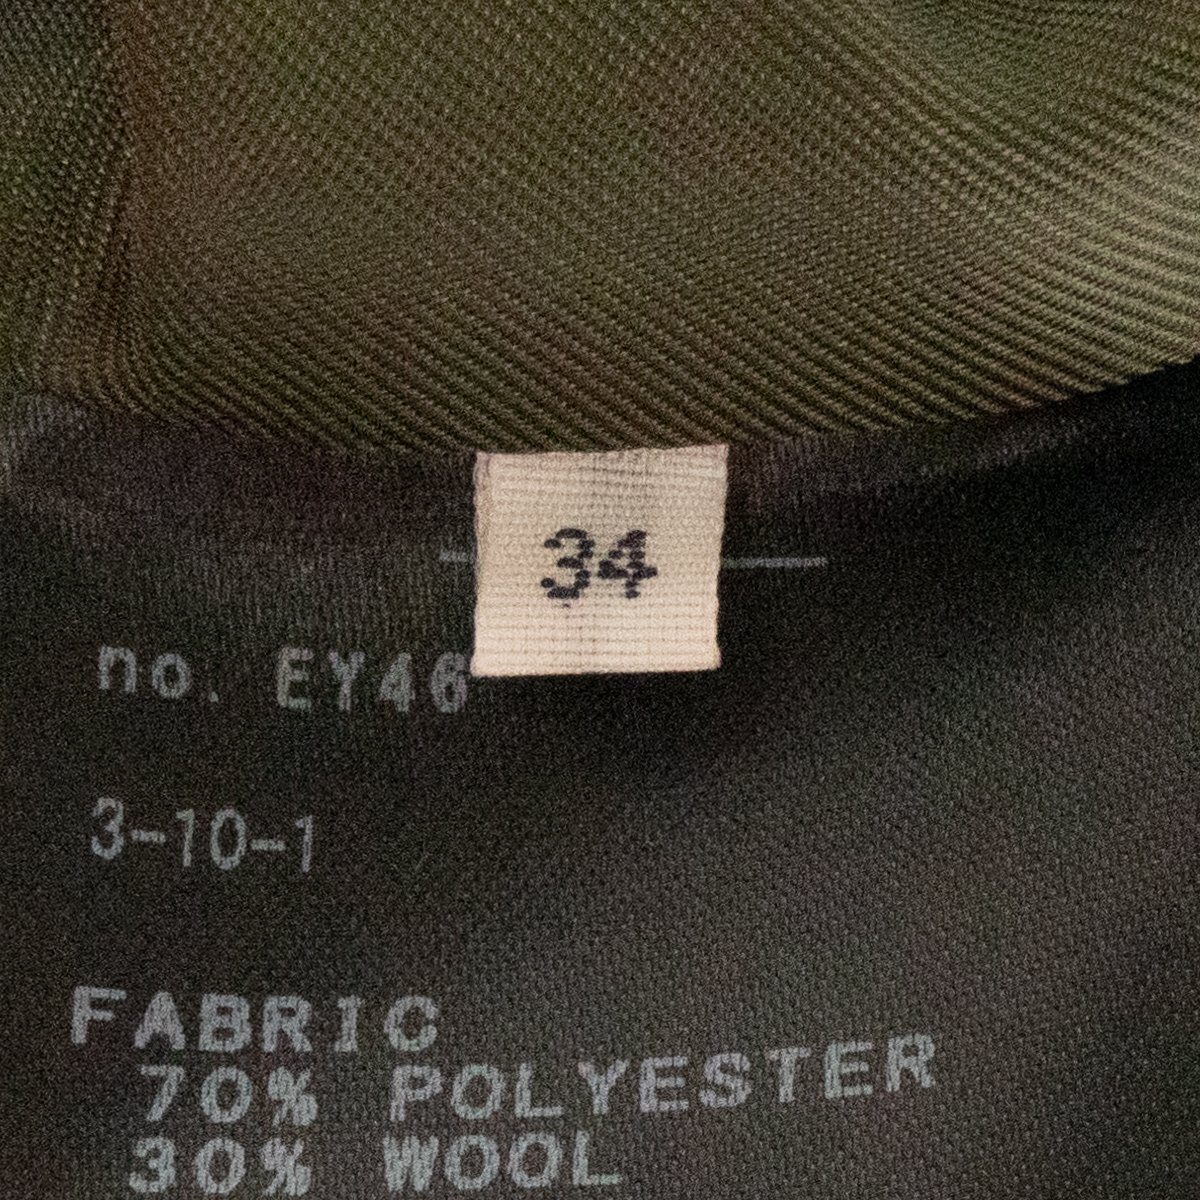 34
no. EY46
3-10-1
FABRIC
70% POLYESTER
30% WOOL